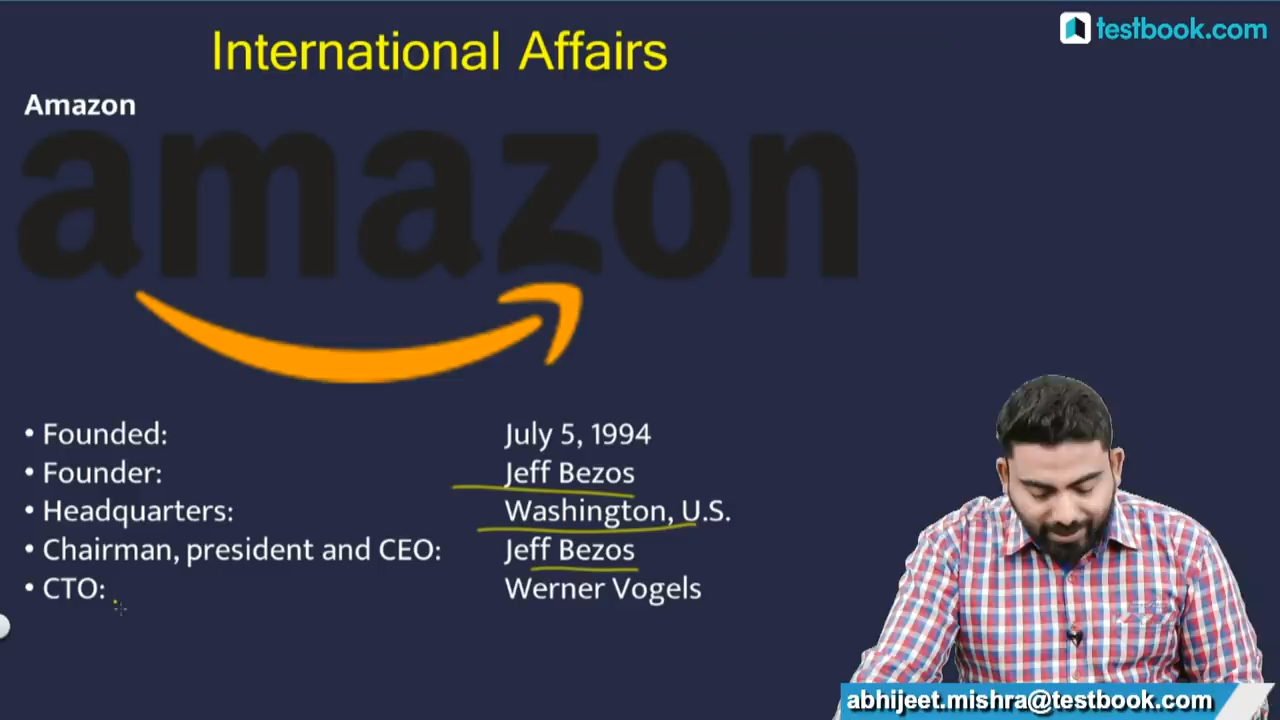 testbook.com
International Affairs
Amazon
amazon
• Founded: July 5, 1994
• Founder: Jeff Bezos
• Headquarters: Washington, U.S.
• Chairman, president and CEO: Jeff Bezos
• CTO: Werner Vogels
abhijeet.mishra@testbook.com